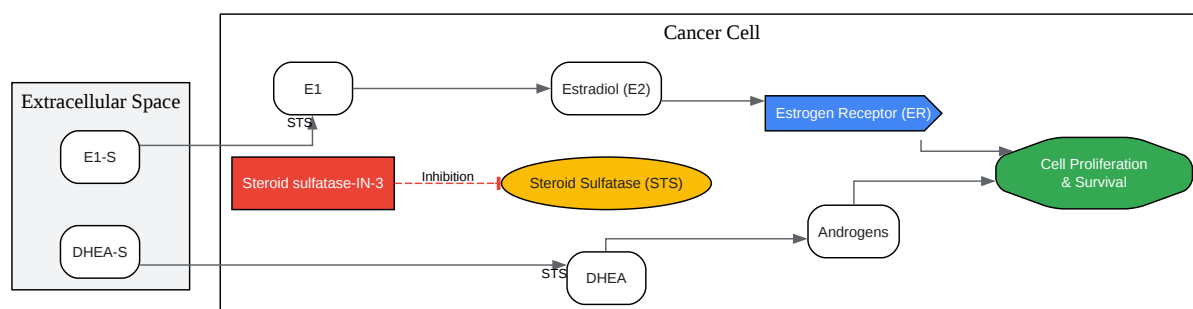 Cancer Cell
Extracellular Space
E1
Estradiol (E2)
Estrogen Receptor (ER)
STS
E1-S
Cell Proliferation
& Survival
Steroid sulfatase-IN-3
Inhibition
Steroid Sulfatase (STS)
Androgens
DHEA-S
STS
DHEA